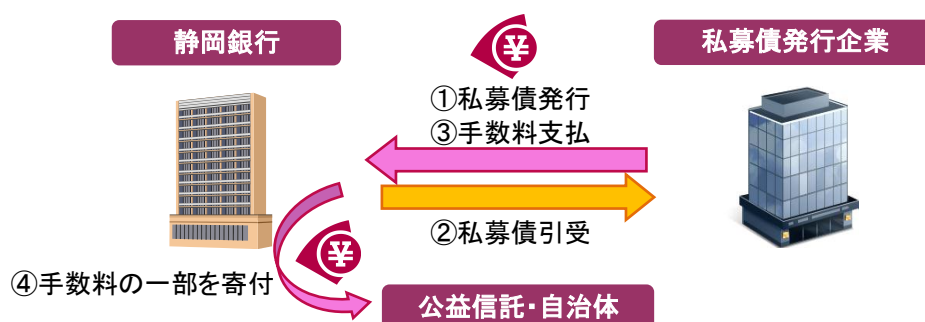 静岡銀行
私募債発行企業
¥
①私募債発行
③手数料支払
②私募債引受
¥
④手数料の一部を寄付
公益信託・自治体